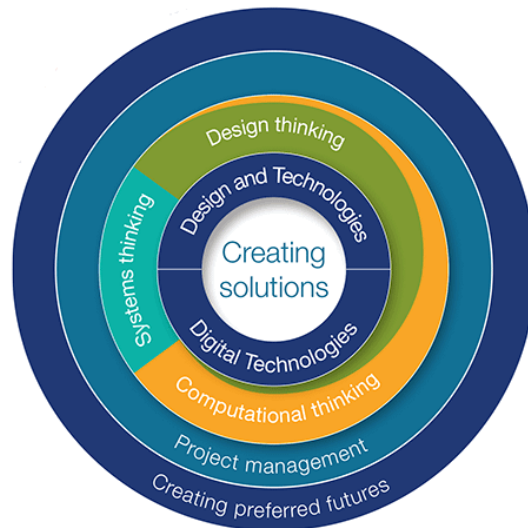 Design thinking
Design and Technologies
Systems thinking
Creating
solutions
Digital Technologies
Computational thinking
Project management
Creating preferred futures